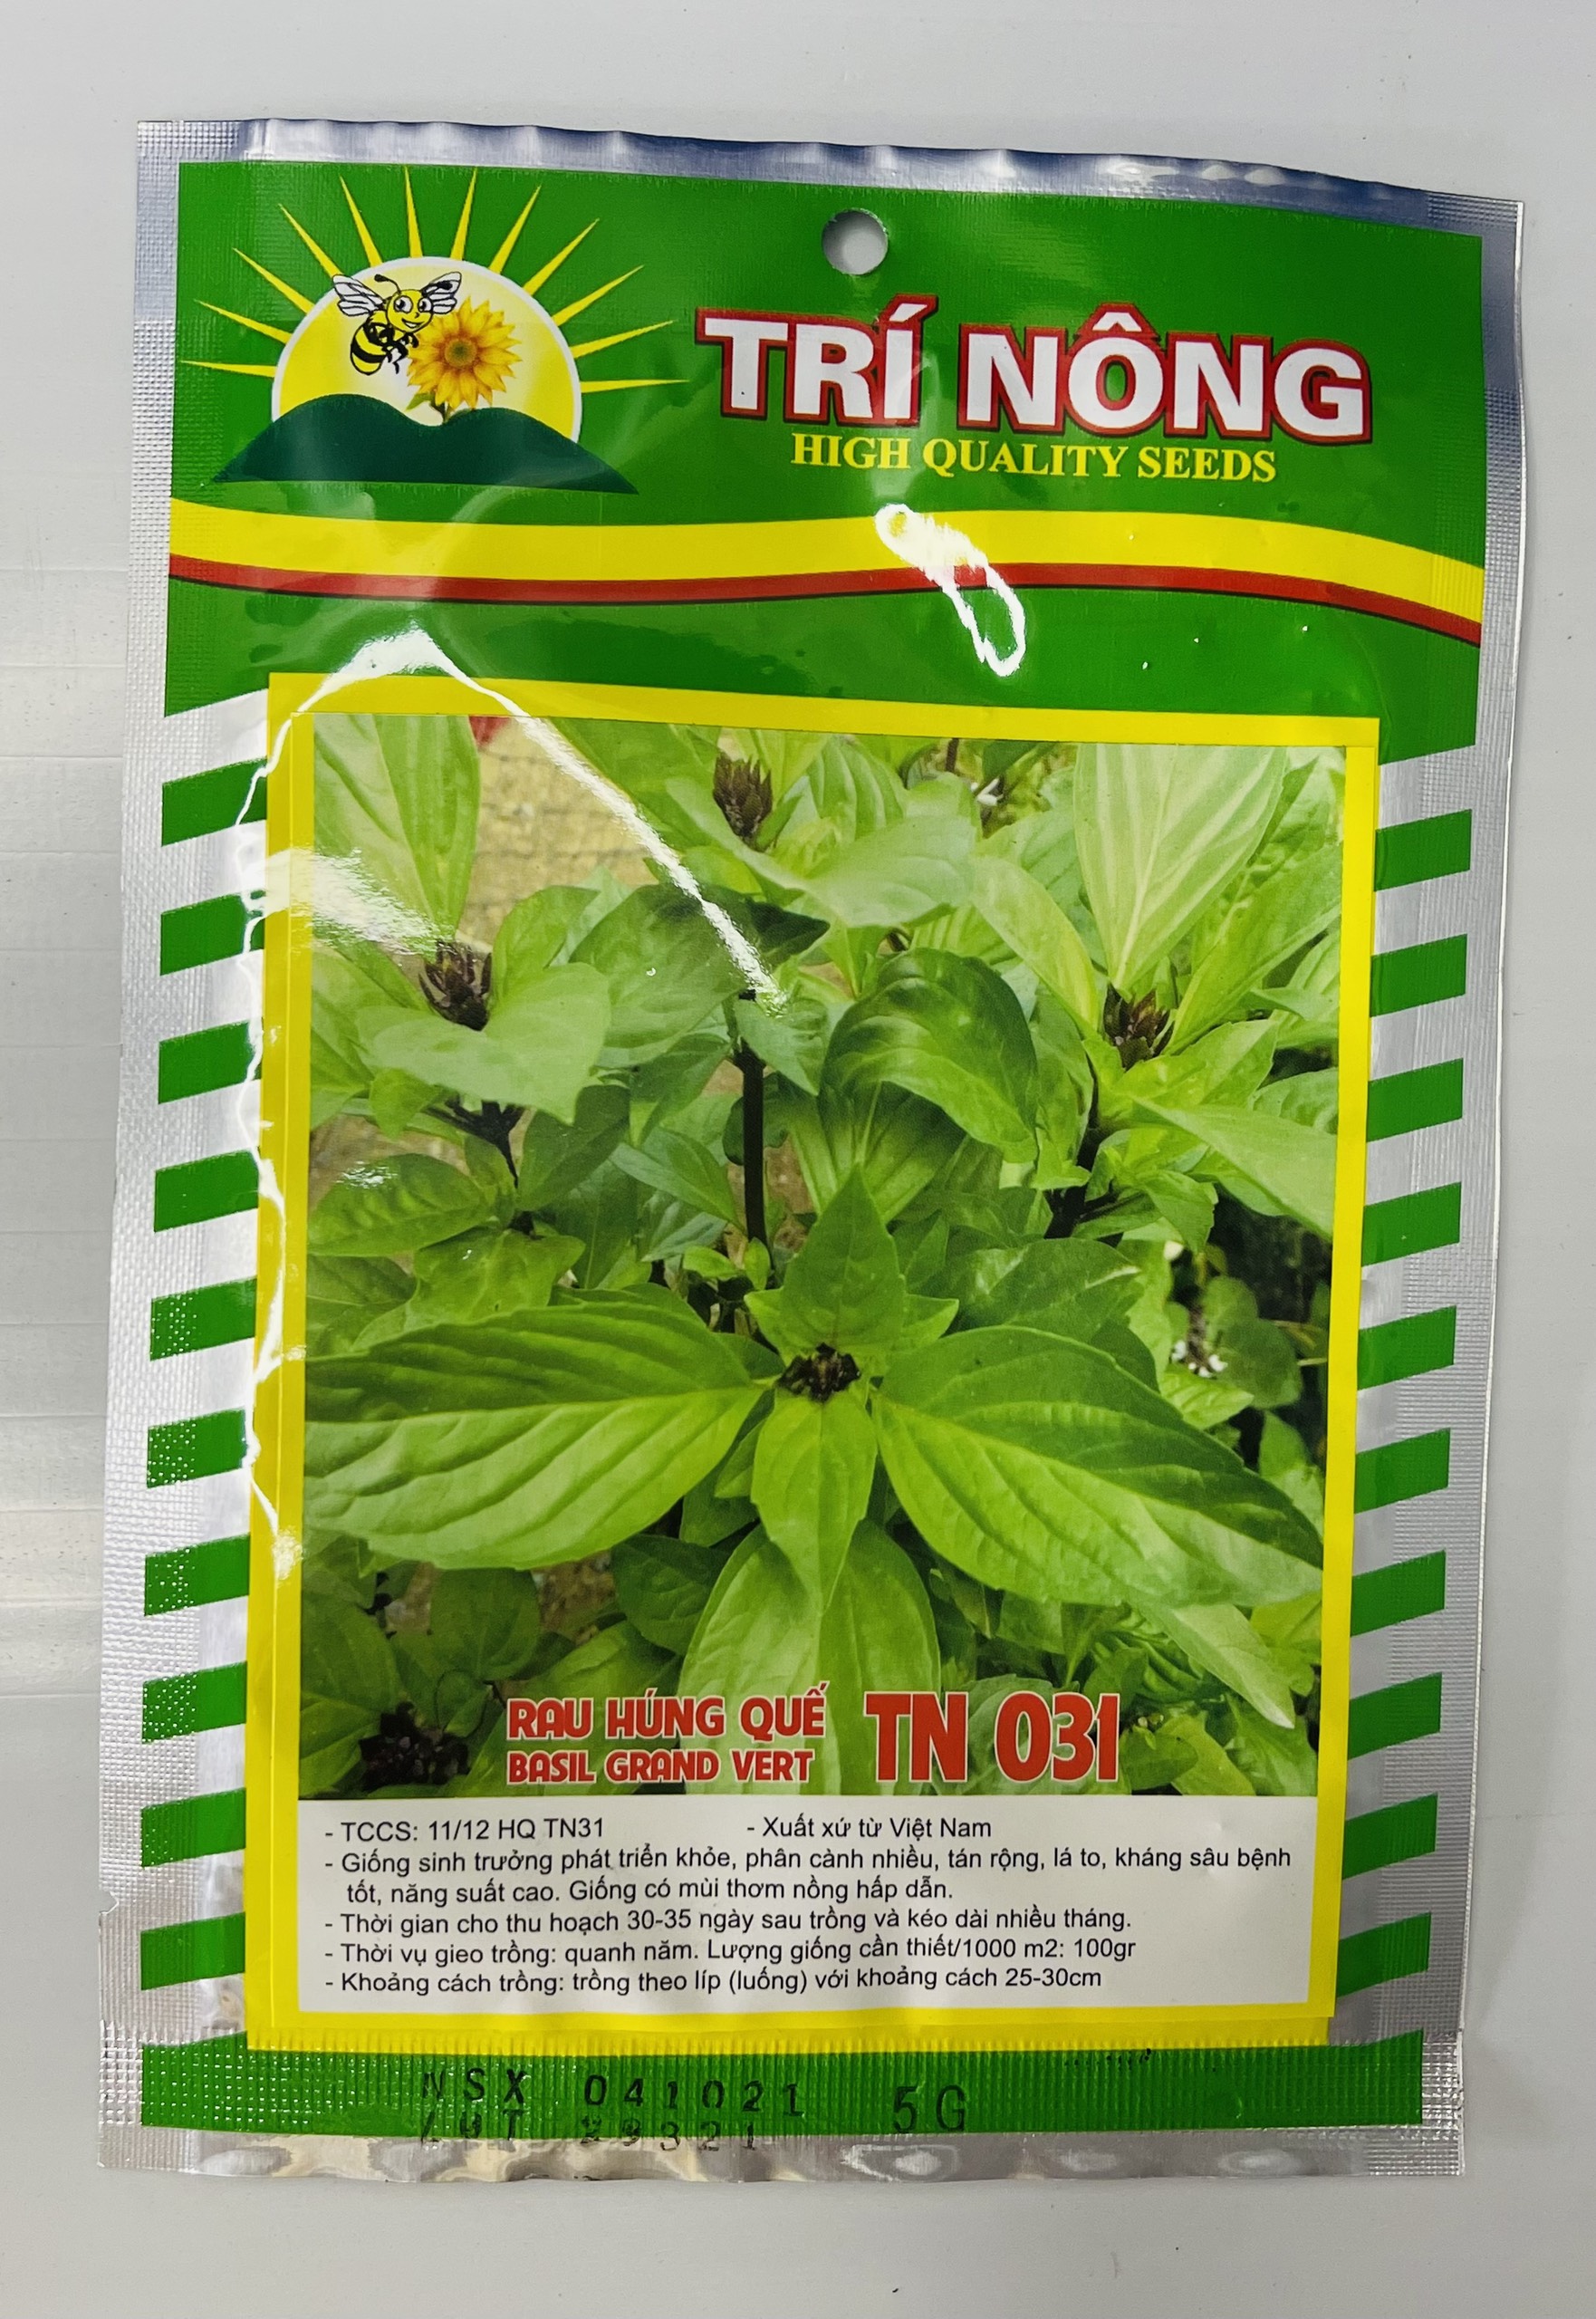 TRÍ NÔNG
HIGH QUALITY SEEDS
RAU HÚNG QUẾ TN 031
BASIL GRAND VERT
- TCCS: 11/12 HQ TN31 - Xuất xứ từ Việt Nam
- Giống sinh trưởng phát triển khỏe, phân cành nhiều, tán rộng, lá to, kháng sâu bệnh
tốt, năng suất cao. Giống có mùi thơm nồng hấp dẫn.
- Thời gian cho thu hoạch 30-35 ngày sau trồng và kéo dài nhiều tháng.
- Thời vụ gieo trồng: quanh năm. Lượng giống cần thiết/1000 m2: 100gr
- Khoảng cách trồng: trồng theo líp (luống) với khoảng cách 25-30cm
NSX 041021 5G